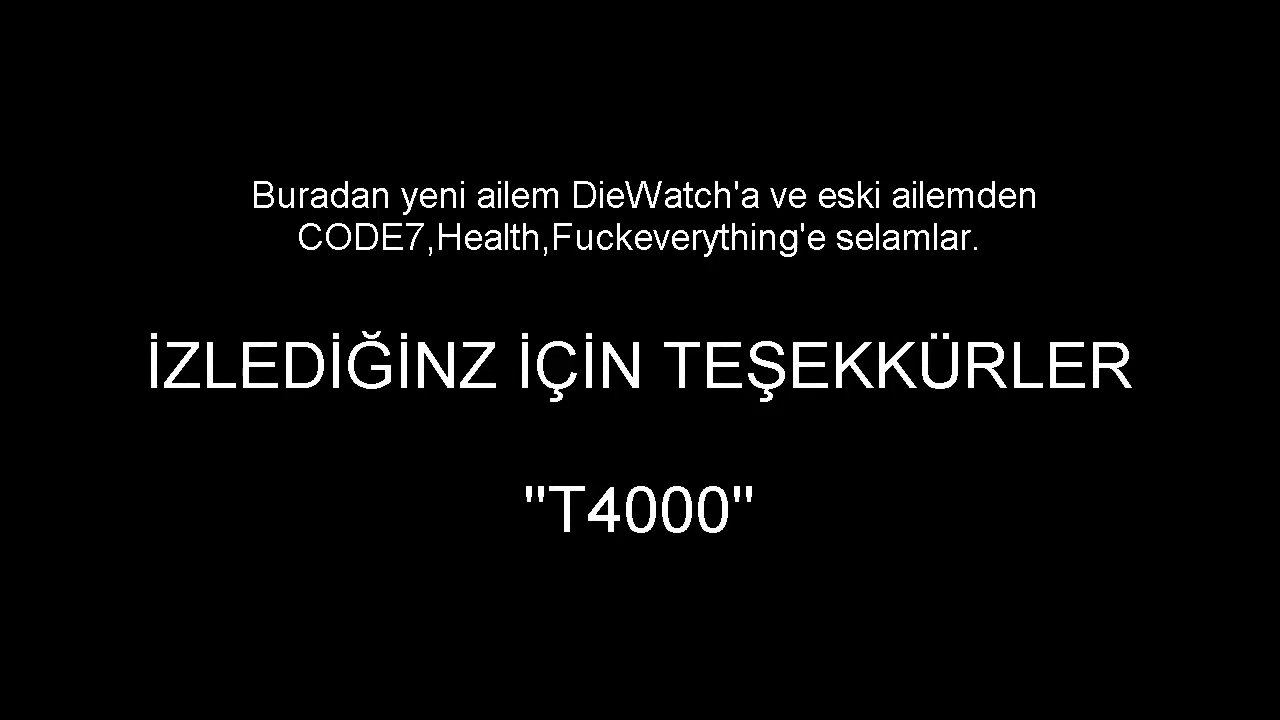 Buradan yeni ailem DieWatch'a ve eski ailemden
CODE7,Health,Fuckeverything'e selamlar.
İZLEDİĞİNZ İÇİN TEŞEKKÜRLER
"T4000"